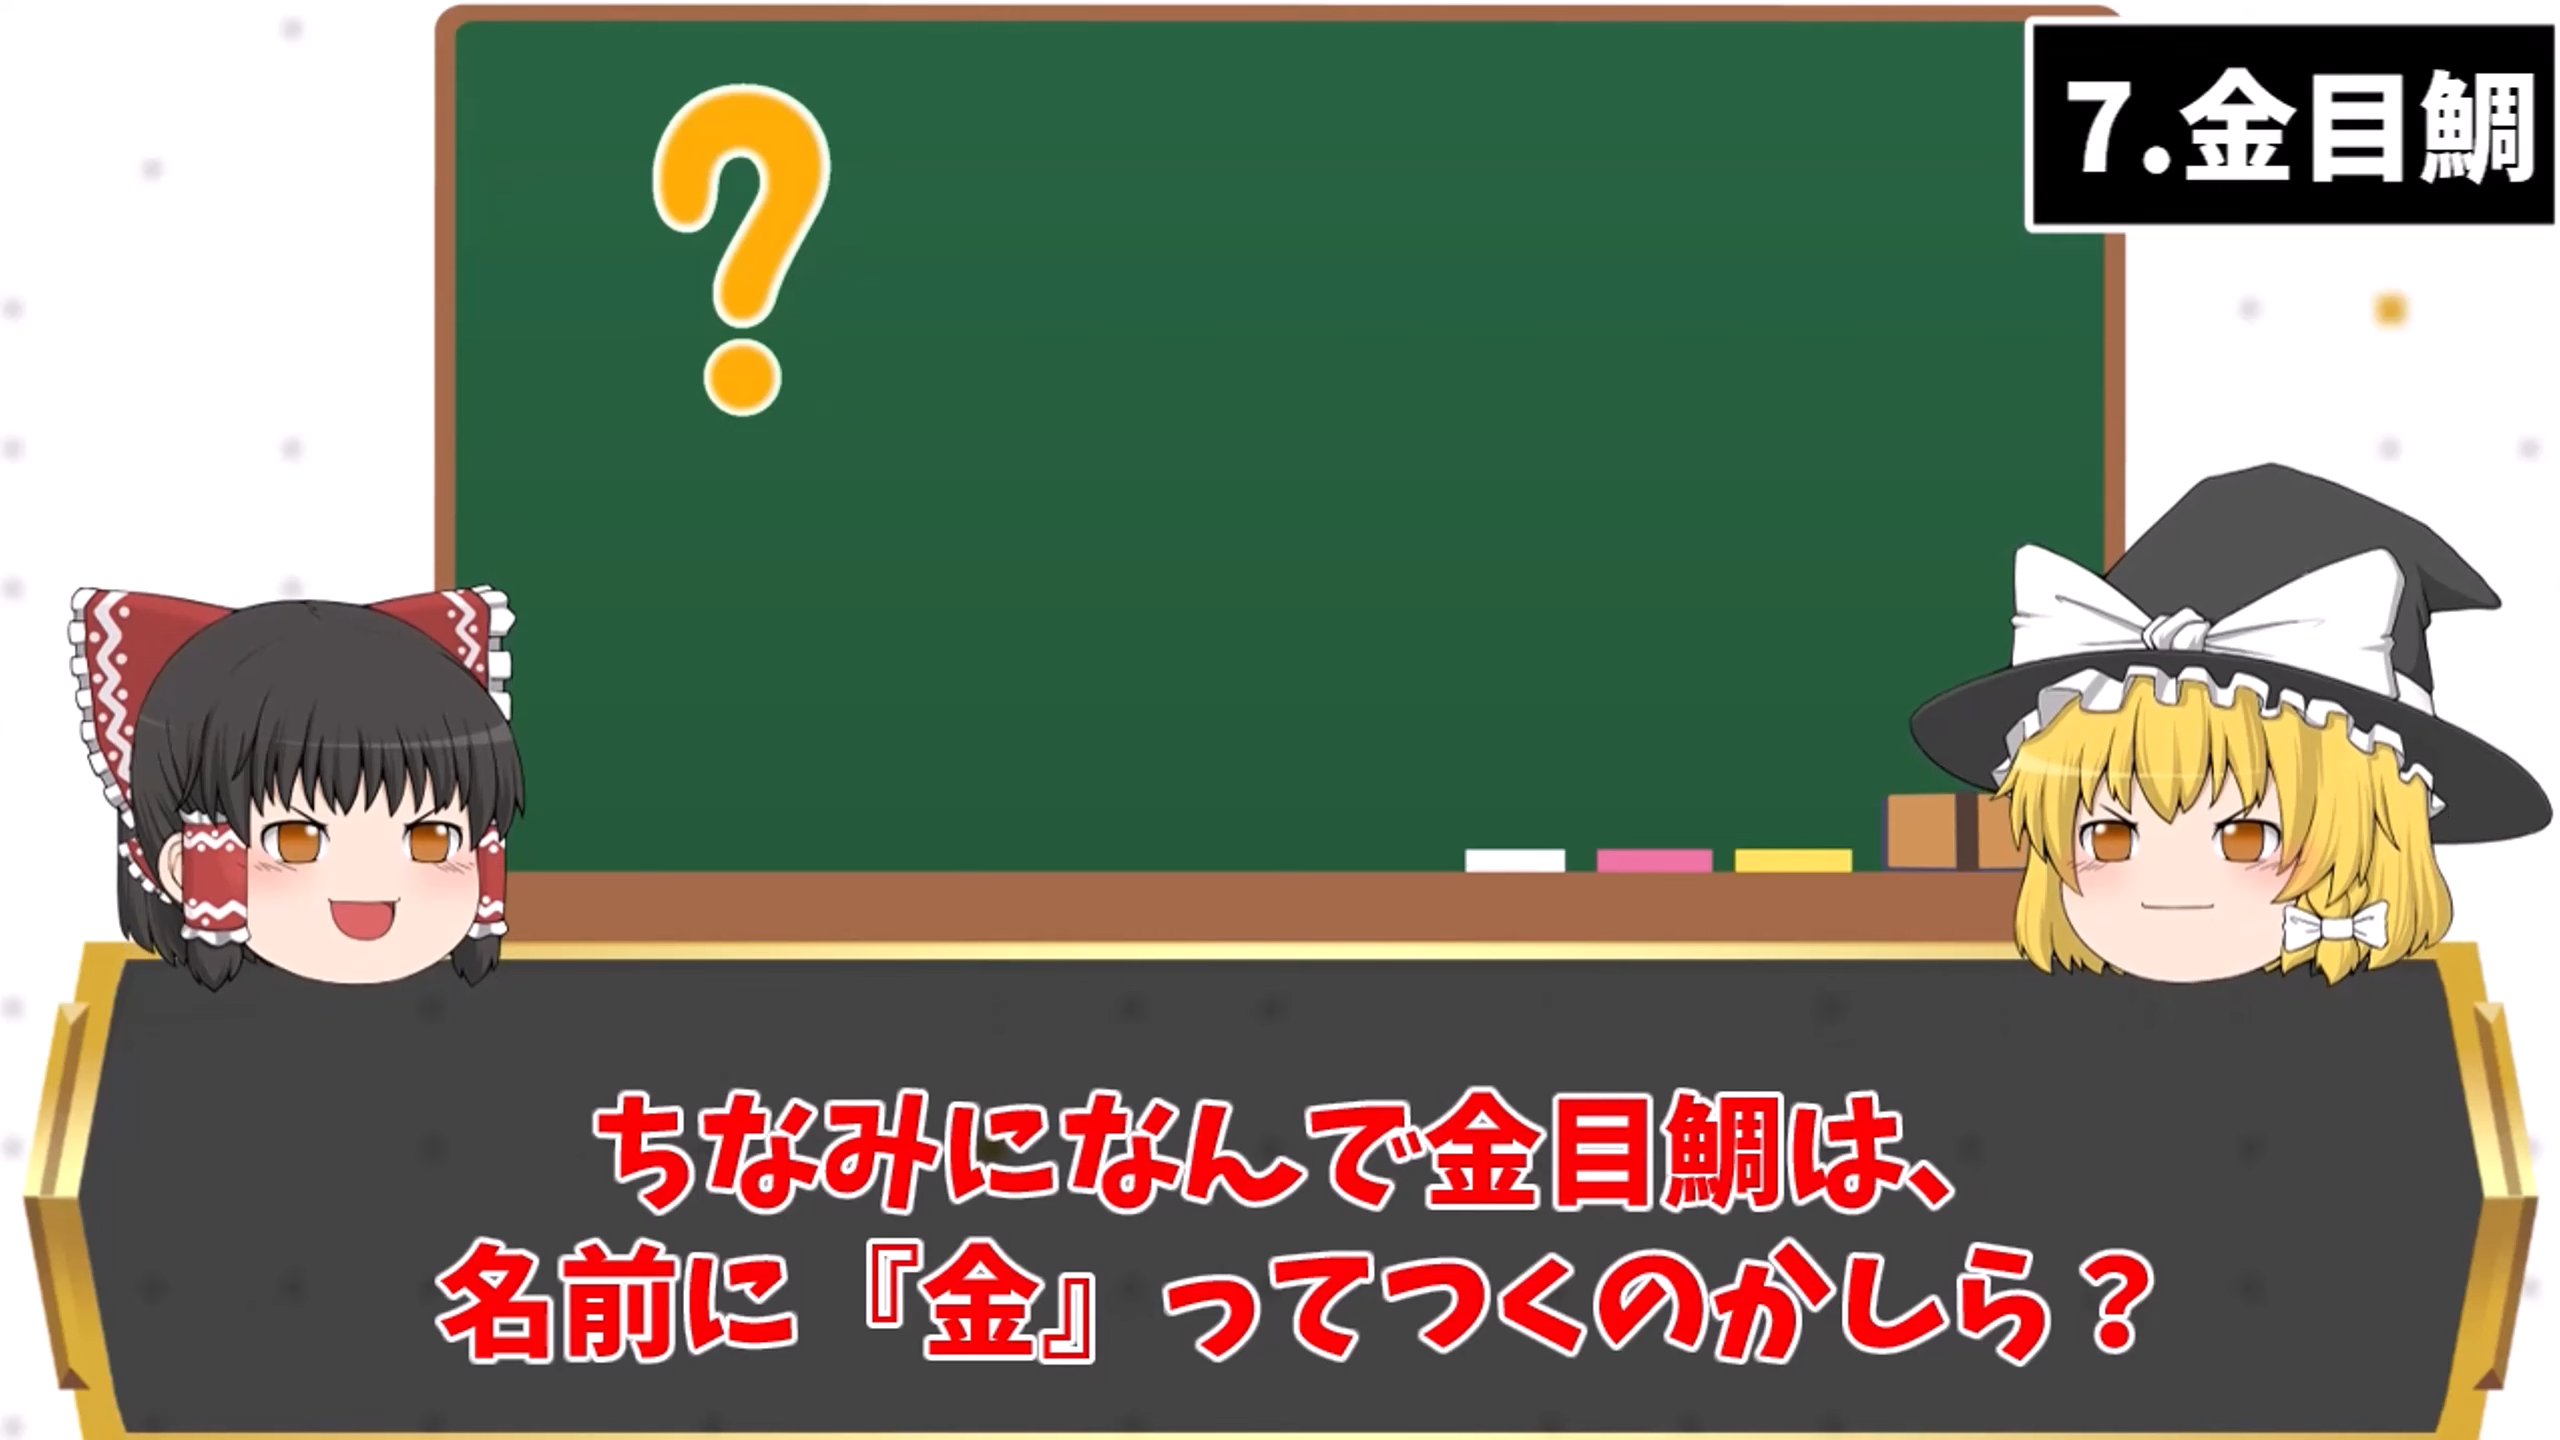 7.金目鯛
?
ちなみになんで金目鯛は、
名前に『金』ってつくのかしら？